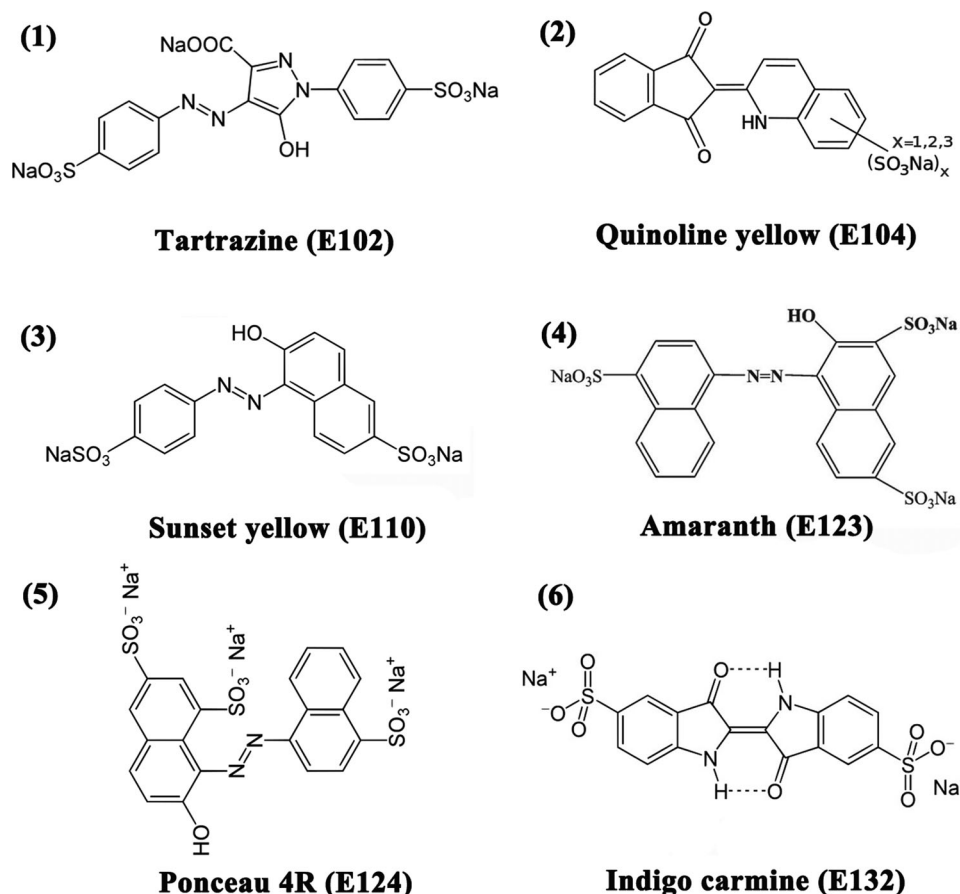 (1)
NaOOC
N
N
SO₃Na
N
N
OH
NaO₃S
Tartrazine (E102)
(2)
O
HN
O
X=1,2,3
(SO₃Na)ₓ
Quinoline yellow (E104)
(3)
HO
N
N
NaSO₃
SO₃Na
Sunset yellow (E110)
(4)
HO
SO₃Na
NaO₃S
N=N
SO₃Na
Amaranth (E123)
(5)
SO₃⁻ Na⁺
SO₃⁻ Na⁺
SO₃⁻ Na⁺
N
N
HO
Ponceau 4R (E124)
(6)
Na⁺
O
O
H
⁻O
S
N
O
O
N
S
O⁻
H
O
O
Na
Indigo carmine (E132)